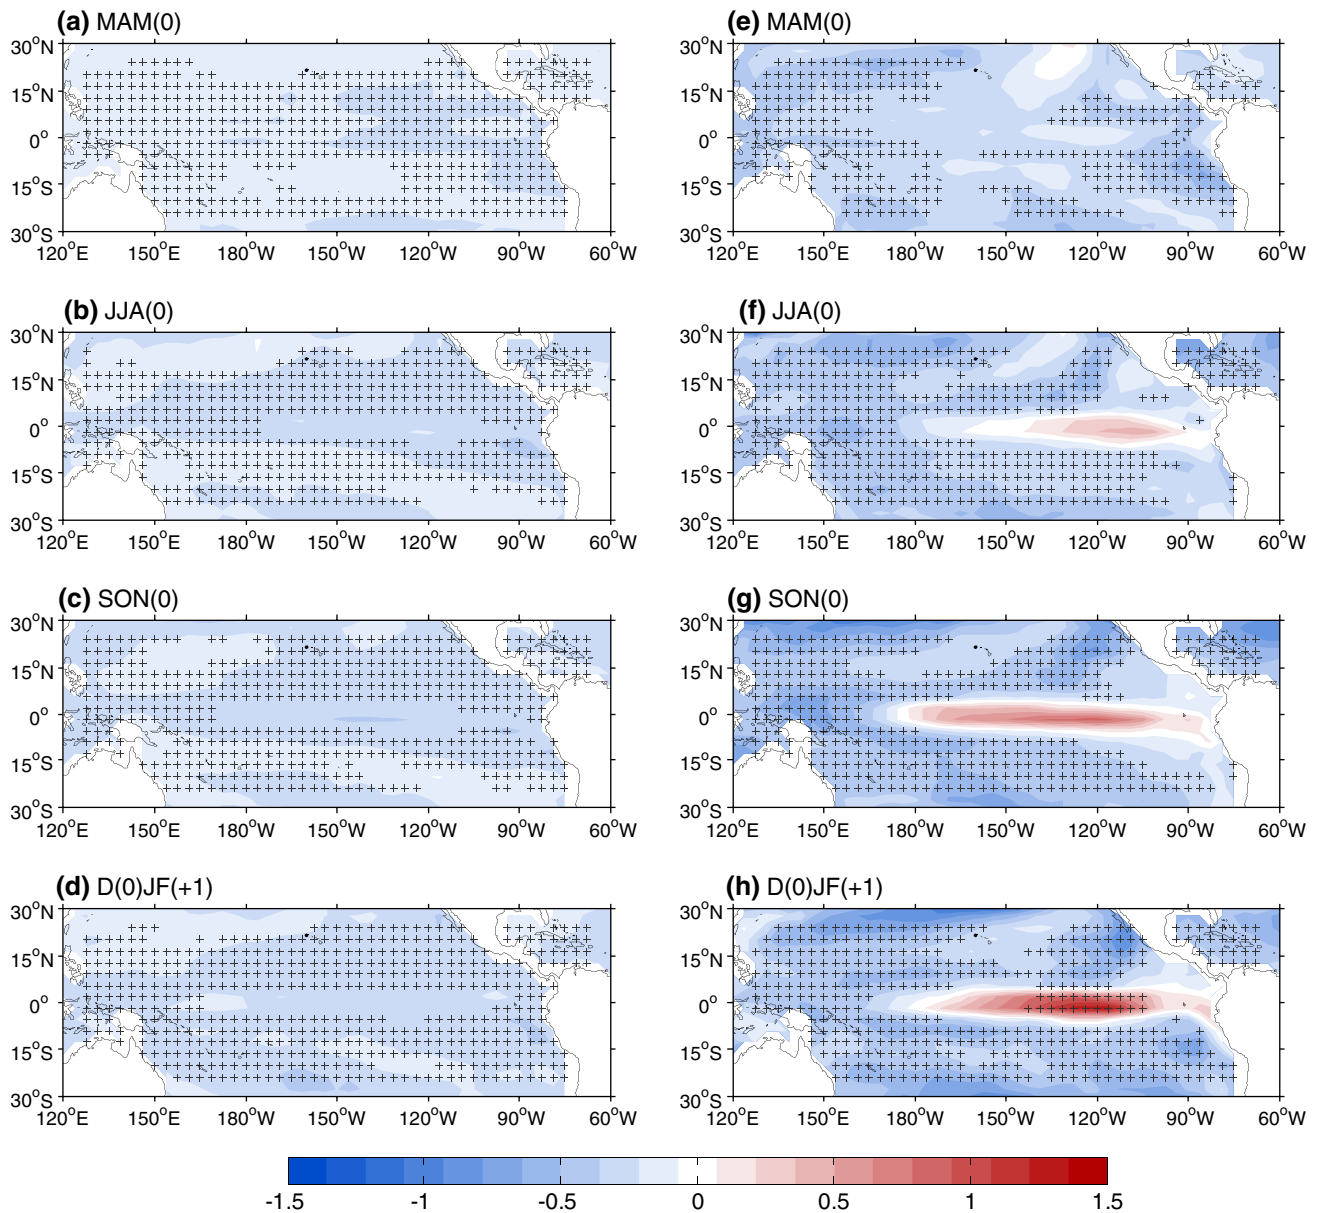 (a) MAM(0)
30°N
15°N
0°
15°S
30°S
120°E 150°E 180°W 150°W 120°W 90°W 60°W
(e) MAM(0)
30°N
15°N
0°
15°S
30°S
120°E 150°E 180°W 150°W 120°W 90°W 60°W
(b) JJA(0)
30°N
15°N
0°
15°S
30°S
120°E 150°E 180°W 150°W 120°W 90°W 60°W
(f) JJA(0)
30°N
15°N
0°
15°S
30°S
120°E 150°E 180°W 150°W 120°W 90°W 60°W
(c) SON(0)
30°N
15°N
0°
15°S
30°S
120°E 150°E 180°W 150°W 120°W 90°W 60°W
(g) SON(0)
30°N
15°N
0°
15°S
30°S
120°E 150°E 180°W 150°W 120°W 90°W 60°W
(d) D(0)JF(+1)
30°N
15°N
0°
15°S
30°S
120°E 150°E 180°W 150°W 120°W 90°W 60°W
(h) D(0)JF(+1)
30°N
15°N
0°
15°S
30°S
120°E 150°E 180°W 150°W 120°W 90°W 60°W
-1.5 -1 -0.5 0 0.5 1 1.5